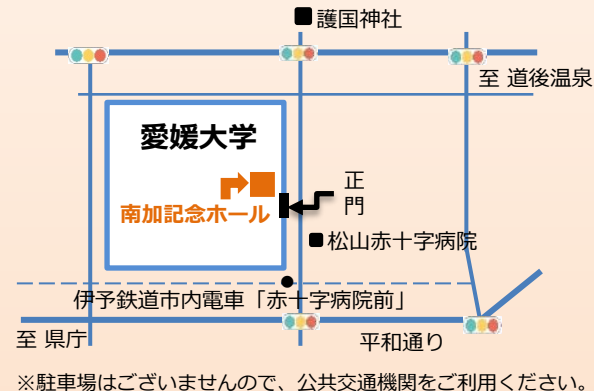 ■護国神社
至 道後温泉
愛媛大学
南加記念ホール
正
門
■松山赤十字病院
伊予鉄道市内電車「赤十字病院前」
至 県庁
平和通り
※駐車場はございませんので、公共交通機関をご利用ください。